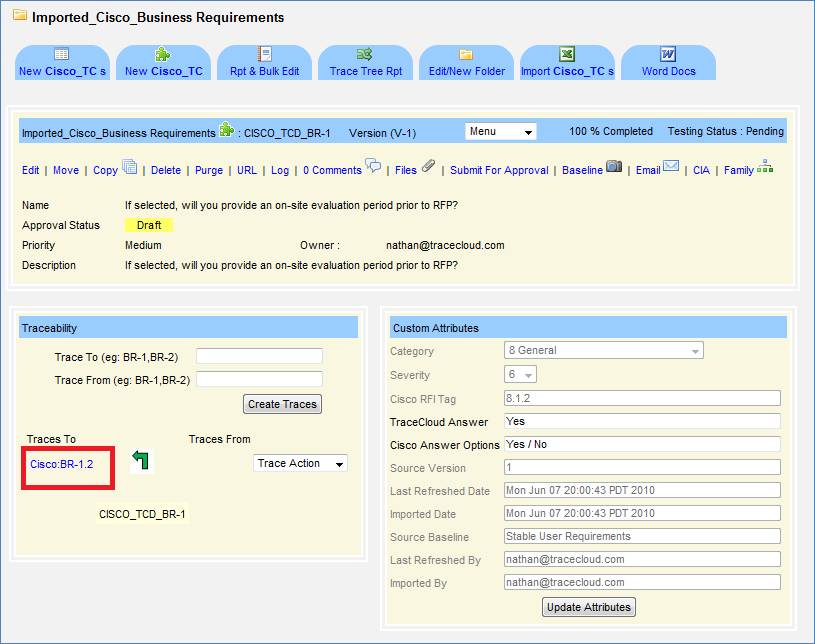 Imported_Cisco_Business Requirements
New Cisco_TC s
New Cisco_TC
Rpt & Bulk Edit
Trace Tree Rpt
Edit/New Folder
Import Cisco_TC s
Word Docs
Imported_Cisco_Business Requirements : CISCO_TCD_BR-1 Version (V-1) Menu 100 % Completed Testing Status : Pending
Edit | Move | Copy | Delete | Purge | URL | Log | 0 Comments | Files | Submit For Approval | Baseline | Email | CIA | Family
Name If selected, will you provide an on-site evaluation period prior to RFP?
Approval Status Draft
Priority Medium Owner : nathan@tracecloud.com
Description If selected, will you provide an on-site evaluation period prior to RFP?
Traceability
Trace To (eg: BR-1,BR-2)
Trace From (eg: BR-1,BR-2)
Create Traces
Traces To Traces From
Cisco:BR-1.2 Trace Action
CISCO_TCD_BR-1
Custom Attributes
Category 8 General
Severity 6
Cisco RFI Tag 8.1.2
TraceCloud Answer Yes
Cisco Answer Options Yes / No
Source Version 1
Last Refreshed Date Mon Jun 07 20:00:43 PDT 2010
Imported Date Mon Jun 07 20:00:43 PDT 2010
Source Baseline Stable User Requirements
Last Refreshed By nathan@tracecloud.com
Imported By nathan@tracecloud.com
Update Attributes